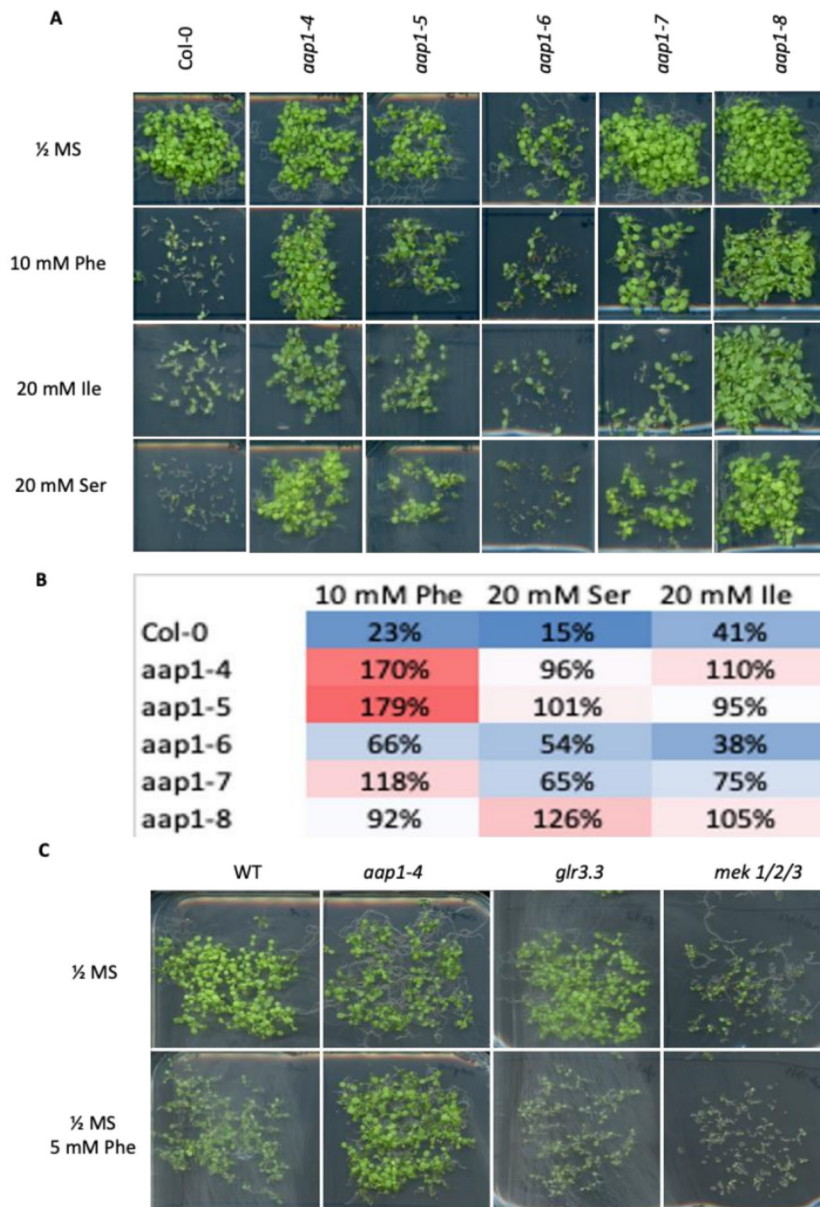 A
Col-0 aap1-4 aap1-5 aap1-6 aap1-7 aap1-8
½ MS
10 mM Phe
20 mM Ile
20 mM Ser
B
10 mM Phe 20 mM Ser 20 mM Ile
Col-0 23% 15% 41%
aap1-4 170% 96% 110%
aap1-5 179% 101% 95%
aap1-6 66% 54% 38%
aap1-7 118% 65% 75%
aap1-8 92% 126% 105%
C
WT aap1-4 glr3.3 mek 1/2/3
½ MS
½ MS
5 mM Phe